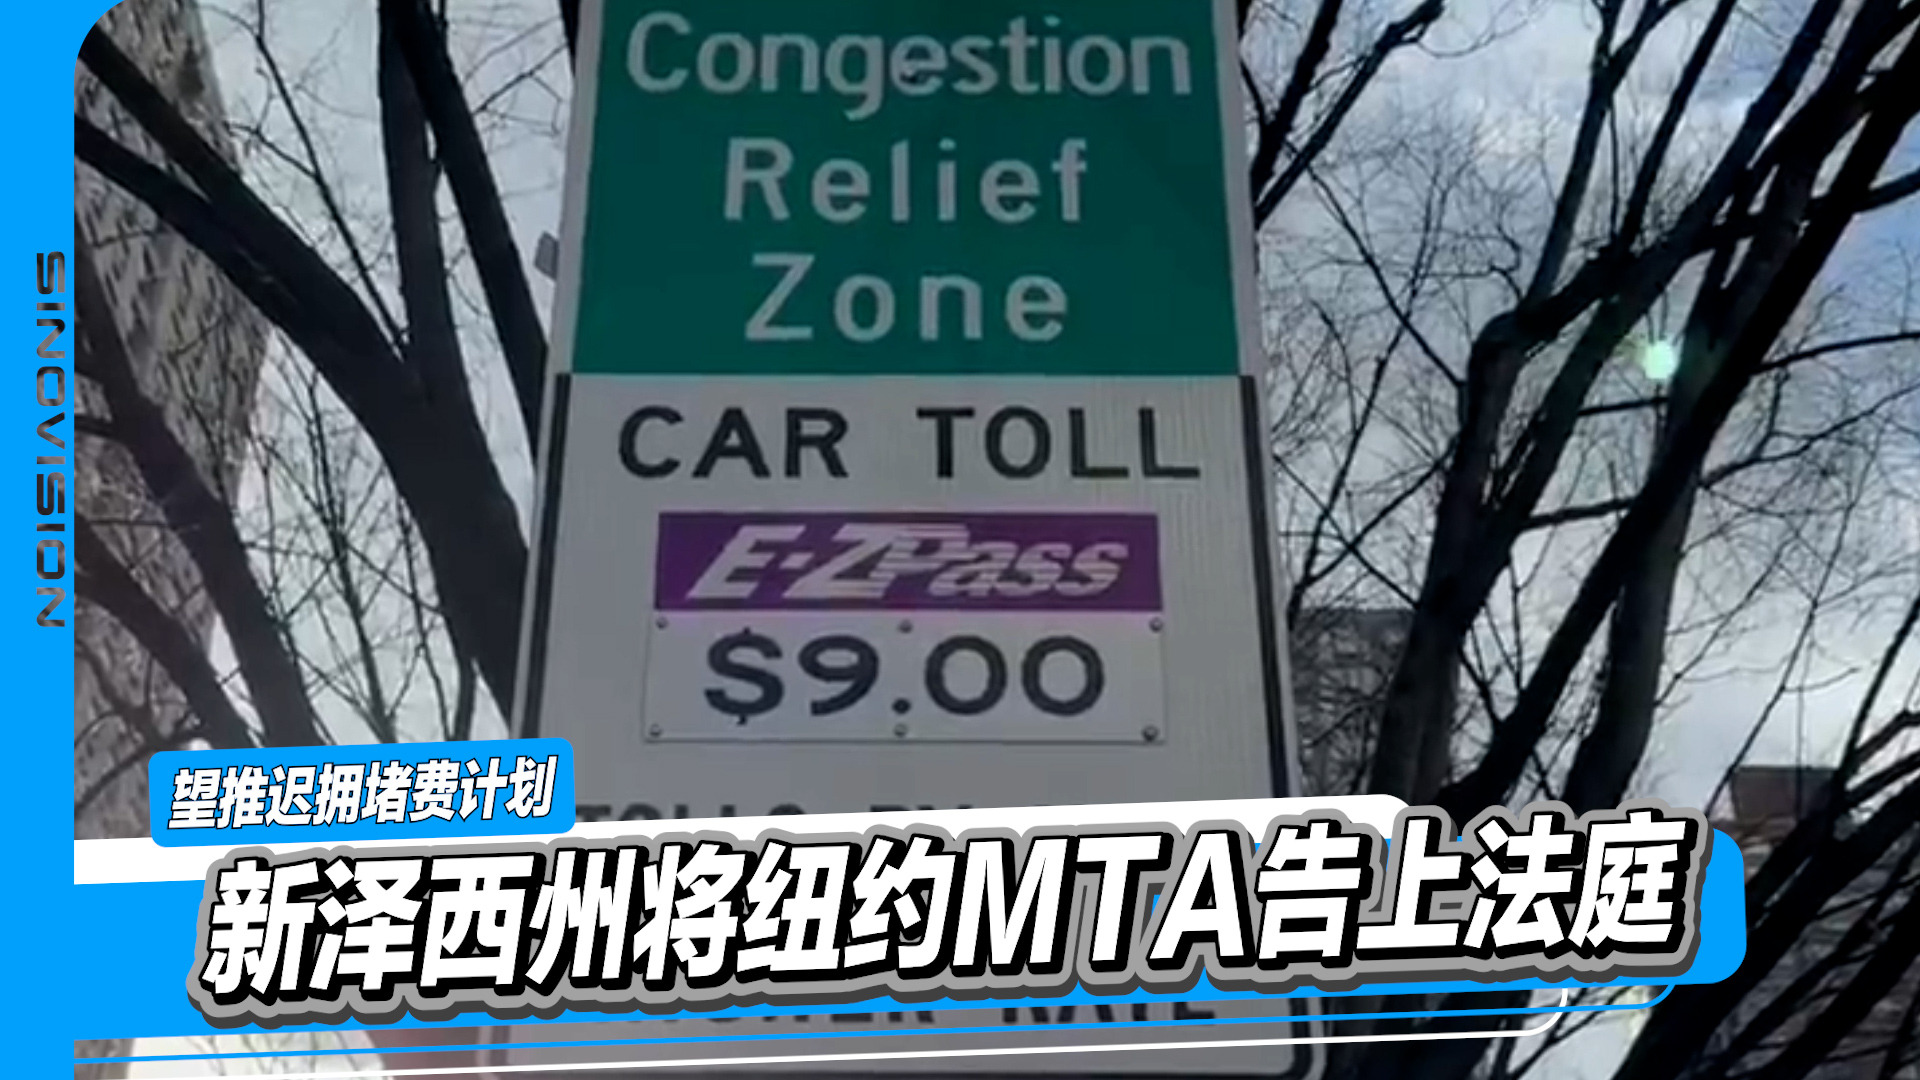 Congestion
Relief
Zone
CAR TOLL
E-ZPass
$9.00
SINOVISION
望推迟拥堵费计划
新泽西州将纽约MTA告上法庭